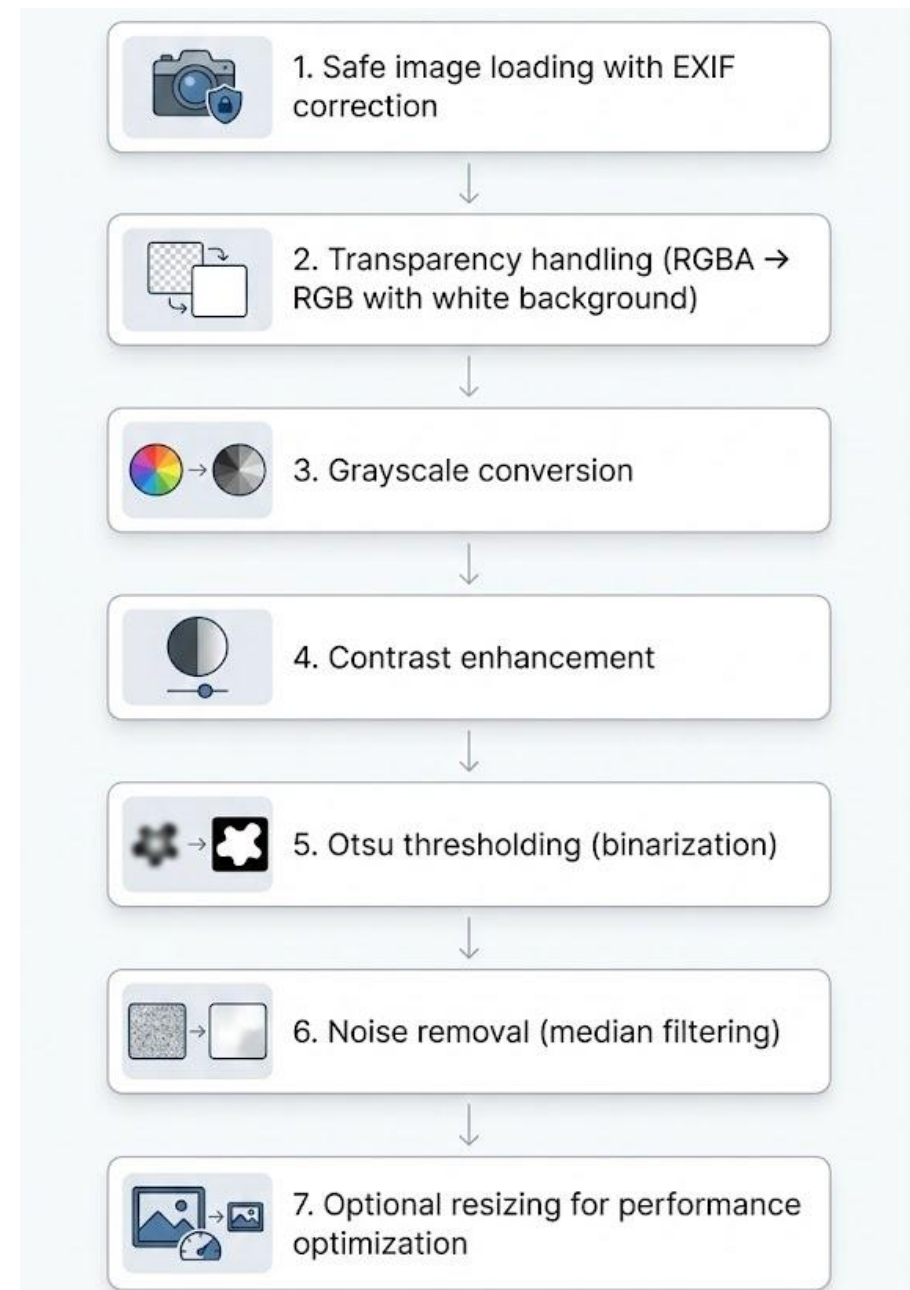 1. Safe image loading with EXIF
correction
2. Transparency handling (RGBA →
RGB with white background)
3. Grayscale conversion
4. Contrast enhancement
5. Otsu thresholding (binarization)
6. Noise removal (median filtering)
7. Optional resizing for performance
optimization